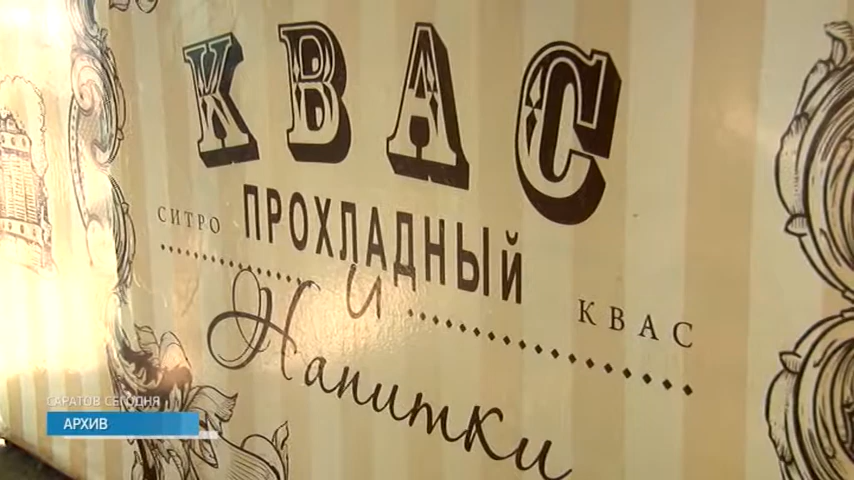 КВАС
СИТРО ПРОХЛАДНЫЙ КВАС
И
Напитки
САРАТОВ СЕГОДНЯ
АРХИВ